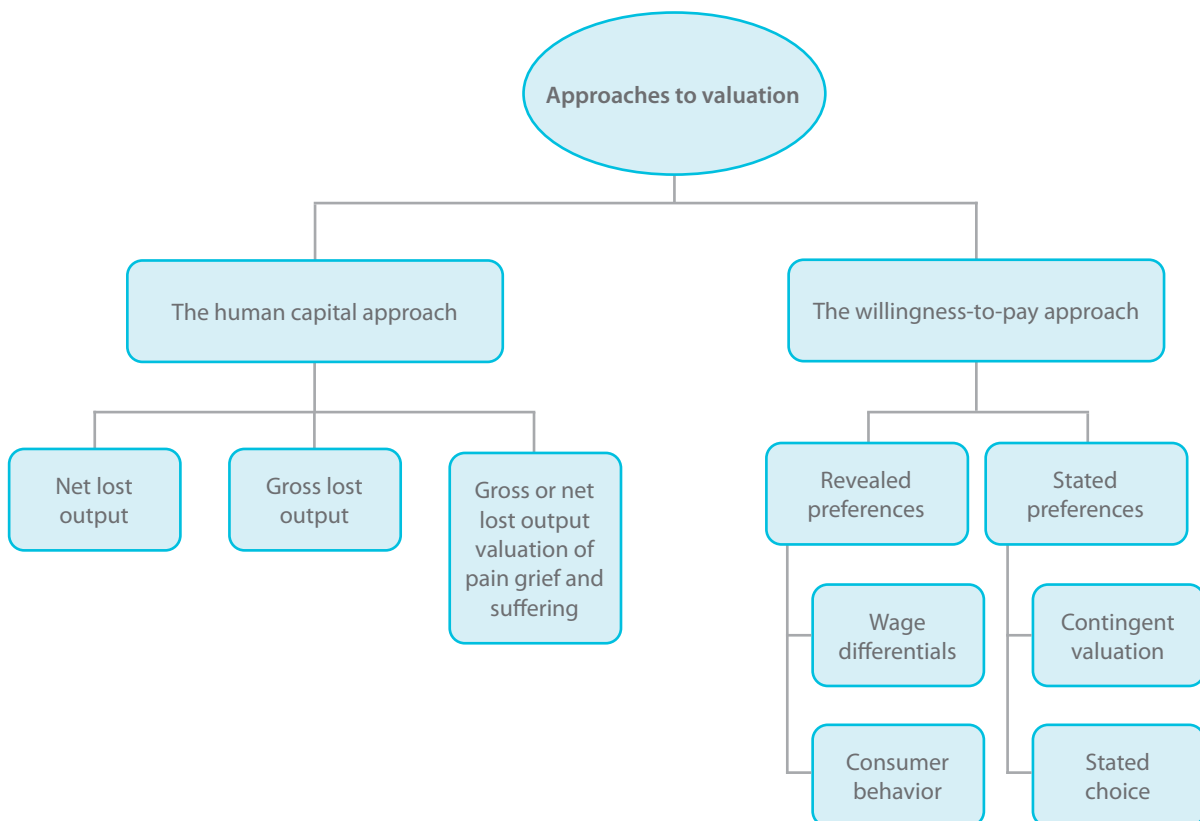 Approaches to valuation
The human capital approach
The willingness-to-pay approach
Net lost
output
Gross lost
output
Gross or net
lost output
valuation of
pain grief and
suffering
Revealed
preferences
Stated
preferences
Wage
differentials
Contingent
valuation
Consumer
behavior
Stated
choice